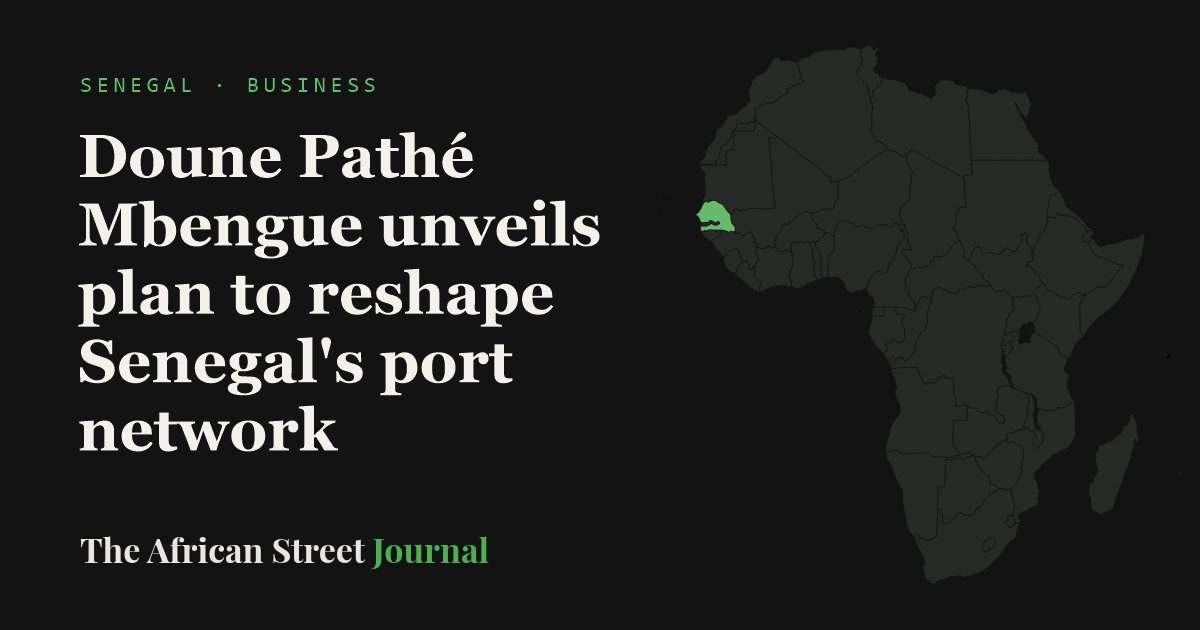 SENEGAL · BUSINESS
Doune Pathé
Mbengue unveils
plan to reshape
Senegal's port
network
The African Street Journal